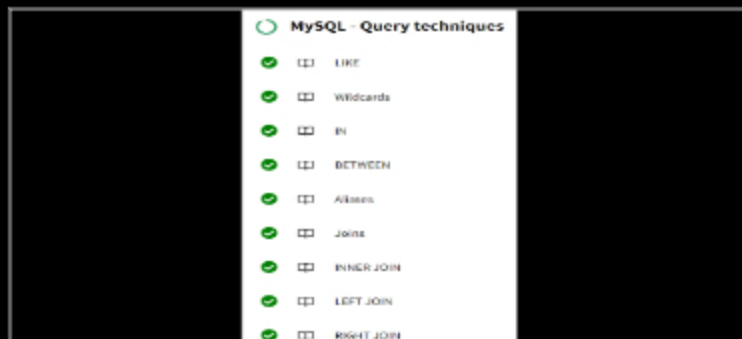 MySQL - Query techniques
LIKE
Wildcards
IN
BETWEEN
Aliases
Joins
INNER JOIN
LEFT JOIN
RIGHT JOIN